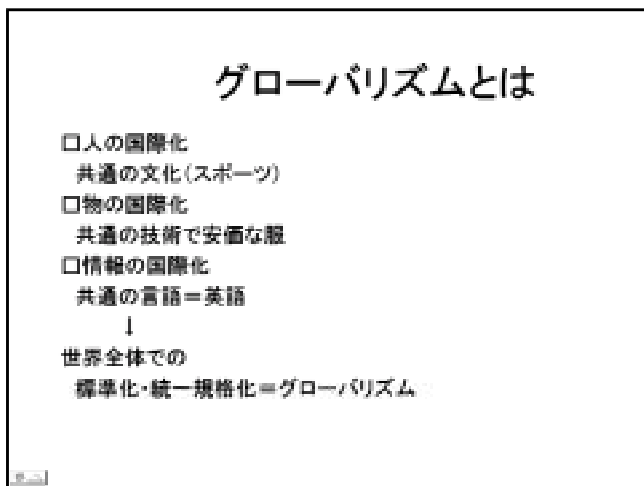 グローバリズムとは
□人の国際化
共通の文化(スポーツ)
□物の国際化
共通の技術で安価な服
□情報の国際化
共通の言語=英語
↓
世界全体での
標準化・統一規格化=グローバリズム